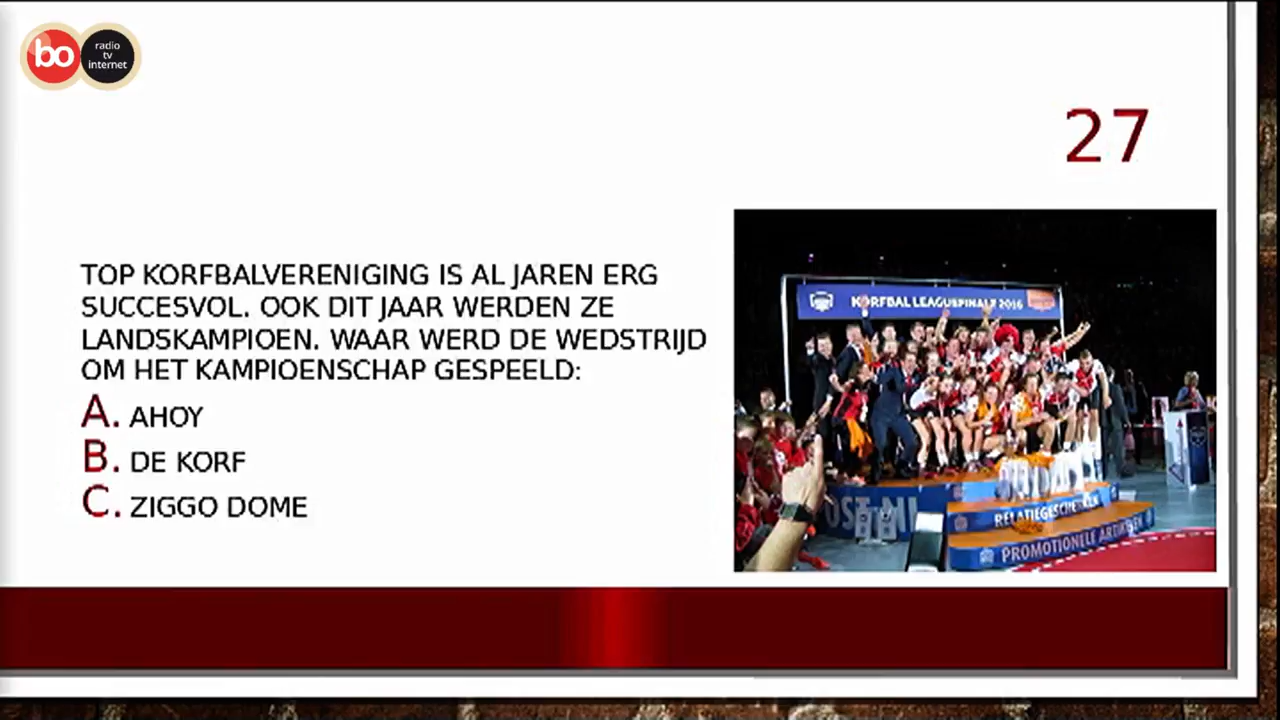 bo
radio
tv
internet
27
TOP KORFBALVERENIGING IS AL JAREN ERG
SUCCESVOL. OOK DIT JAAR WERDEN ZE
LANDSKAMPIOEN. WAAR WERD DE WEDSTRIJD
OM HET KAMPIOENSCHAP GESPEELD:
A. AHOY
B. DE KORF
C. ZIGGO DOME
KORFBAL LEAGUEFINALE 2016
RELATIEGESCHENKEN
PROMOTIONELE ARTIKELEN